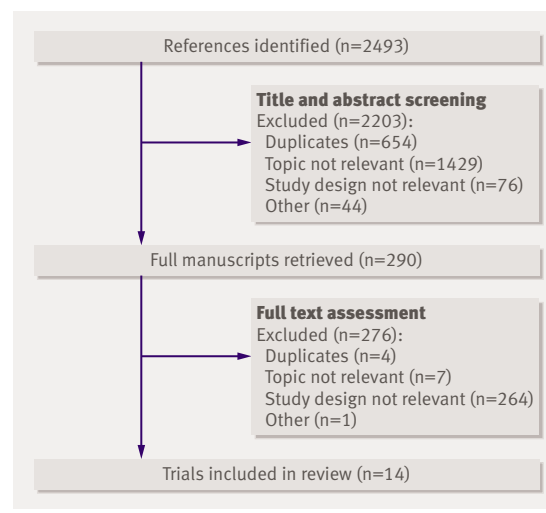 References identified (n=2493)
Title and abstract screening
Excluded (n=2203):
Duplicates (n=654)
Topic not relevant (n=1429)
Study design not relevant (n=76)
Other (n=44)
Full manuscripts retrieved (n=290)
Full text assessment
Excluded (n=276):
Duplicates (n=4)
Topic not relevant (n=7)
Study design not relevant (n=264)
Other (n=1)
Trials included in review (n=14)